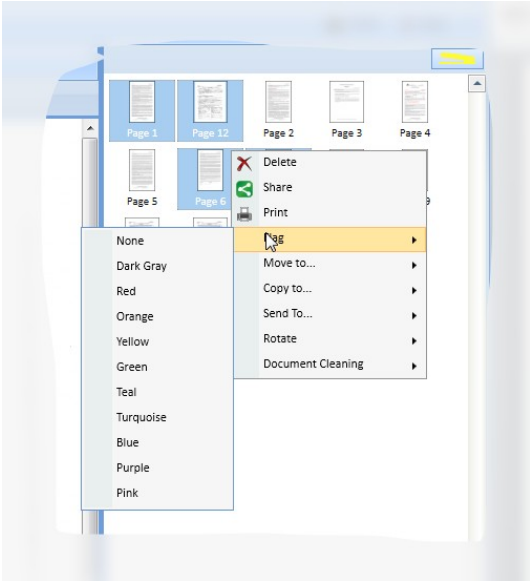 Page 1 Page 12 Page 2 Page 3 Page 4
Page 5 Page 6 9
Delete
Share
Print
Flag
Move to...
Copy to...
Send To...
Rotate
Document Cleaning
None
Dark Gray
Red
Orange
Yellow
Green
Teal
Turquoise
Blue
Purple
Pink